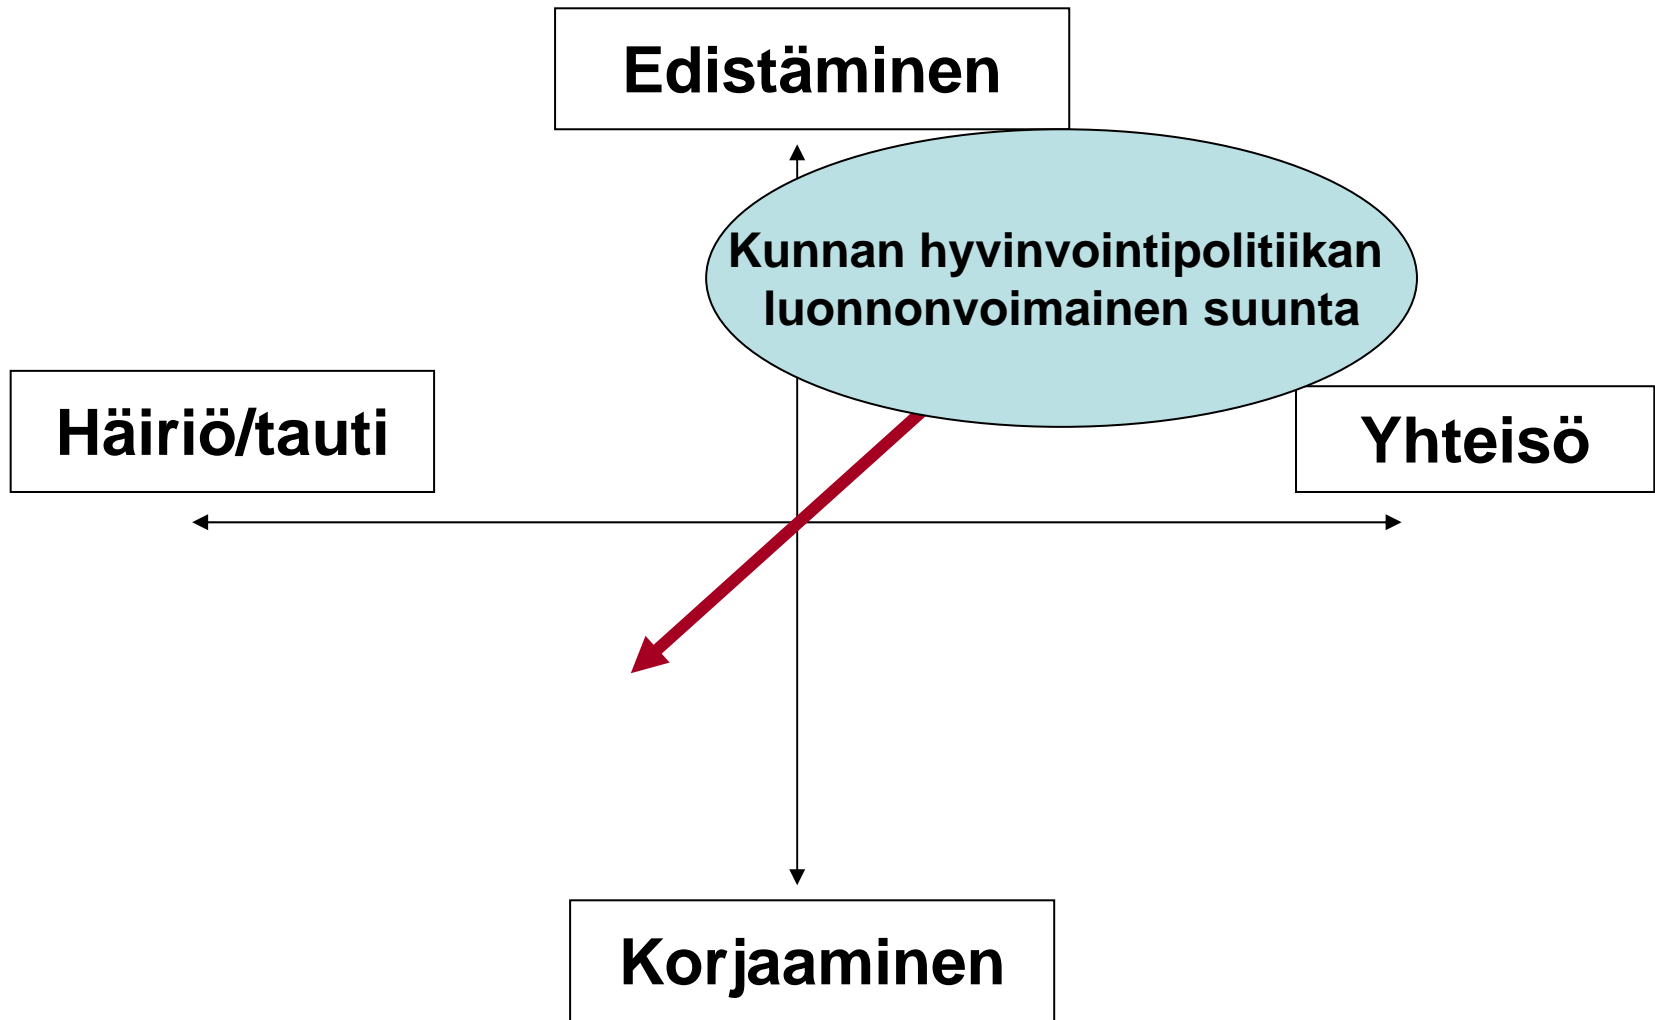 Edistäminen
Kunnan hyvinvointipolitiikan
luonnonvoimainen suunta
Häiriö/tauti
Yhteisö
Korjaaminen